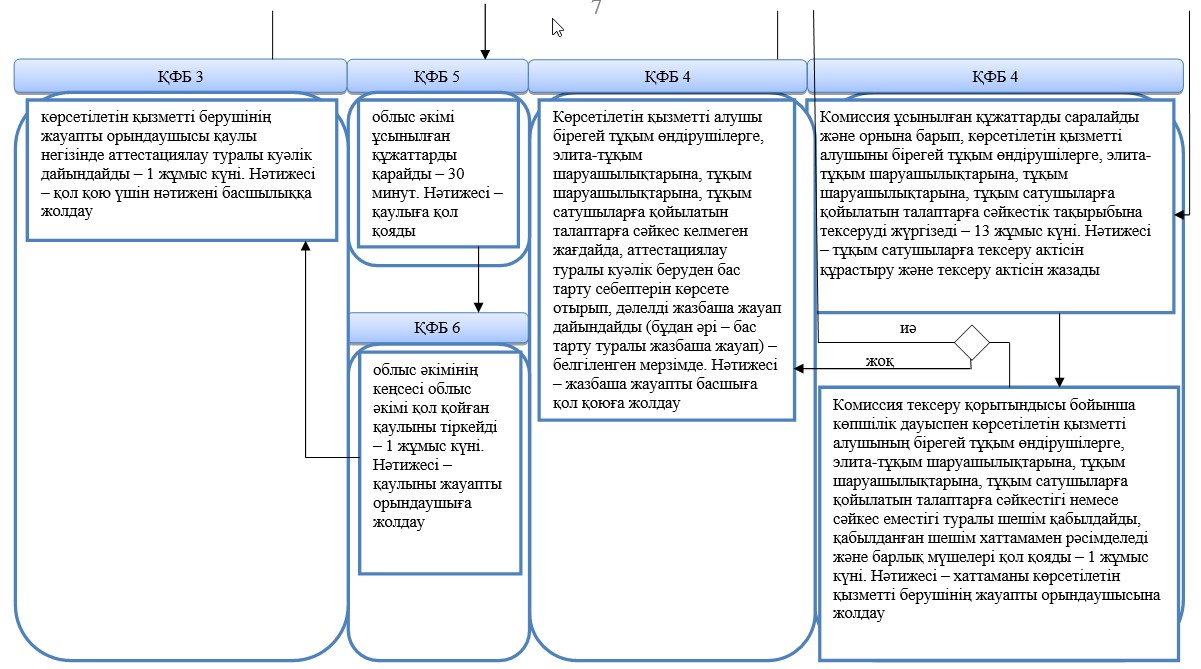 7
ҚФБ 3
көрсетілетін қызметті берушінің
жауапты орындаушысы қаулы
негізінде аттестациялау туралы куәлік
дайындайды – 1 жұмыс күні. Нәтижесі
– қол қою үшін нәтижені басшылыққа
жолдау
ҚФБ 5
облыс әкімі
ұсынылған
құжаттарды
қарайды – 30
минут. Нәтижесі –
қаулыға қол
қояды
ҚФБ 6
облыс әкімінің
кеңсесі облыс
әкімі қол қойған
қаулыны тіркейді
– 1 жұмыс күні.
Нәтижесі –
қаулыны жауапты
орындаушыға
жолдау
ҚФБ 4
Көрсетілетін қызметті алушы
бірегей тұқым өндірушілерге,
элита-тұқым
шаруашылықтарына, тұқым
шаруашылықтарына, тұқым
сатушыларға қойылатын
талаптарға сәйкес келмеген
жағдайда, аттестациялау
туралы куәлік беруден бас
тарту себептерін көрсете
отырып, дәлелді жазбаша жауап
дайындайды (бұдан әрі – бас
тарту туралы жазбаша жауап) –
белгіленген мерзімде. Нәтижесі
– жазбаша жауапты басшыға
қол қоюға жолдау
ҚФБ 4
Комиссия ұсынылған құжаттарды саралайды
және орнына барып, көрсетілетін қызметті
алушыны бірегей тұқым өндірушілерге, элита-
тұқым шаруашылықтарына, тұқым
шаруашылықтарына, тұқым сатушыларға
қойылатын талаптарға сәйкестік тақырыбына
тексеруді жүргізеді – 13 жұмыс күні. Нәтижесі
– тұқым сатушыларға тексеру актісін
құрастыру және тексеру актісін жазады
иә
жоқ
Комиссия тексеру қорытындысы бойынша
көпшілік дауыспен көрсетілетін қызметті
алушының бірегей тұқым өндірушілерге,
элита-тұқым шаруашылықтарына, тұқым
шаруашылықтарына, тұқым сатушыларға
қойылатын талаптарға сәйкестігі немесе
сәйкес еместігі туралы шешім қабылдайды,
қабылданған шешім хаттамамен рәсімделеді
және барлық мүшелері қол қояды – 1 жұмыс
күні. Нәтижесі – хаттаманы көрсетілетін
қызметті берушінің жауапты орындаушысына
жолдау